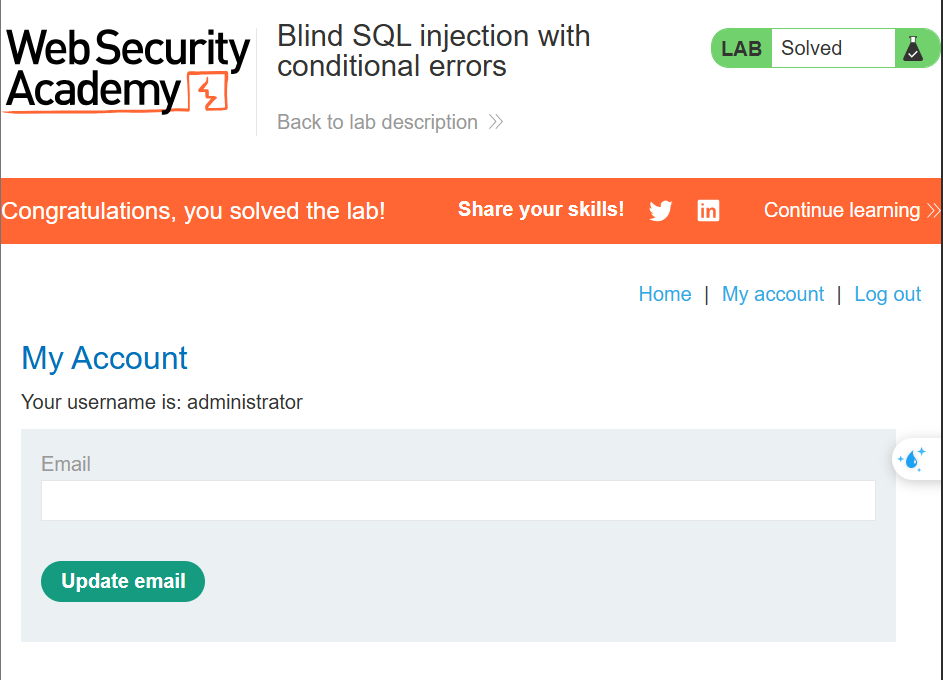 Web Security
Academy
Blind SQL injection with
conditional errors
Back to lab description
LAB Solved
Congratulations, you solved the lab!
Share your skills!
in
Continue learning
Home | My account | Log out
My Account
Your username is: administrator
Email
Update email